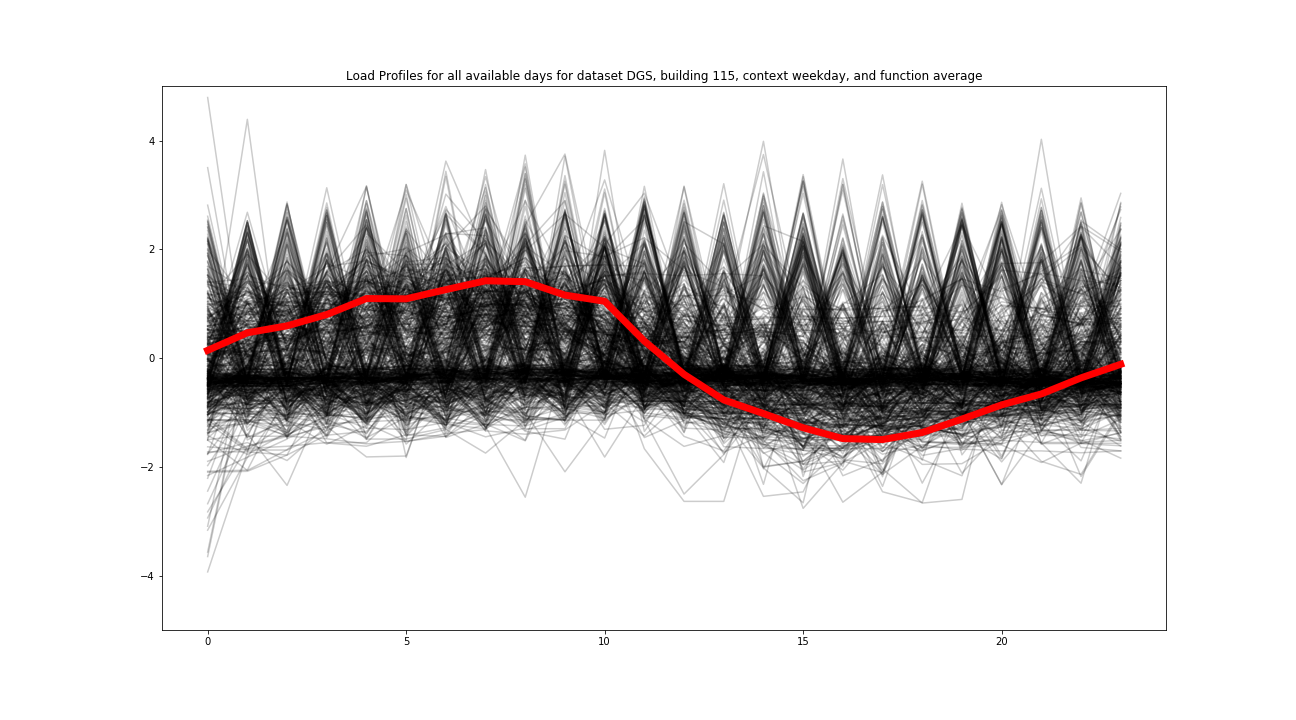 Load Profiles for all available days for dataset DGS, building 115, context weekday, and function average
4
2
0
−2
−4
0 5 10 15 20